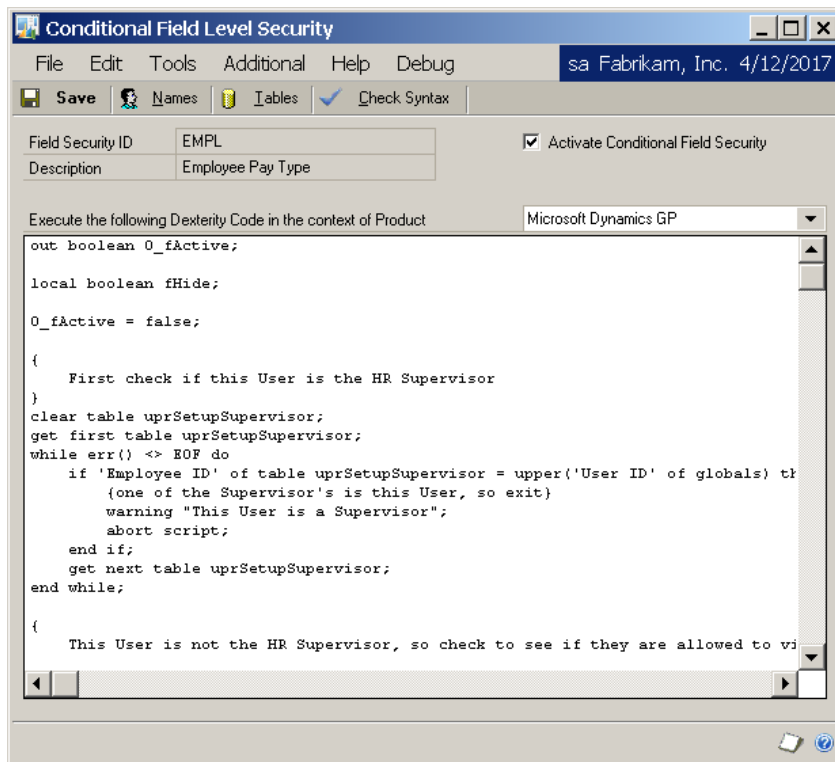 Conditional Field Level Security
File Edit Tools Additional Help Debug sa Fabrikam, Inc. 4/12/2017
Save Names Tables Check Syntax
Field Security ID EMPL Activate Conditional Field Security
Description Employee Pay Type
Execute the following Dexterity Code in the context of Product Microsoft Dynamics GP
out boolean O_fActive;
local boolean fHide;
O_fActive = false;
{
First check if this User is the HR Supervisor
}
clear table uprSetupSupervisor;
get first table uprSetupSupervisor;
while err() <> EOF do
if 'Employee ID' of table uprSetupSupervisor = upper('User ID' of globals) th
{one of the Supervisor's is this User, so exit}
warning "This User is a Supervisor";
abort script;
end if;
get next table uprSetupSupervisor;
end while;
{
This User is not the HR Supervisor, so check to see if they are allowed to vi